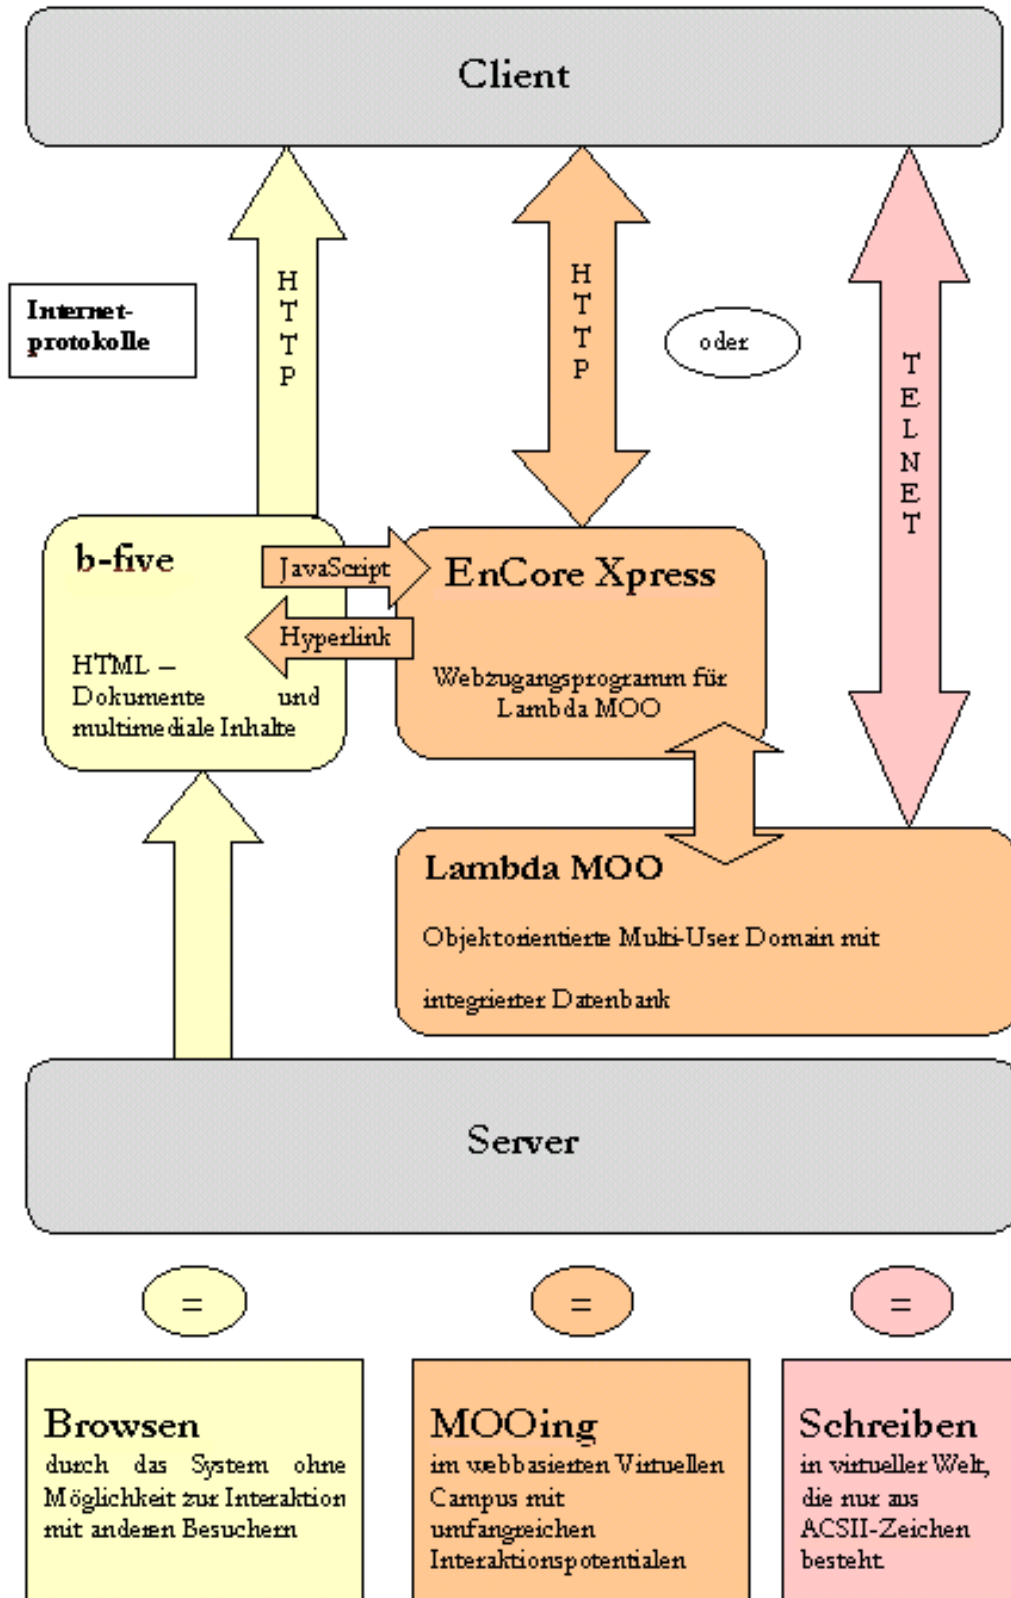 Client
HTTP
HTTP
TELNET
Internet-
protokolle
oder
b-five
HTML –
Dokumente und
multimediale Inhalte
JavaScript
Hyperlink
EnCore Xpress
Webzugangsprogramm für
Lambda MOO
Lambda MOO
Objektorientierte Multi-User Domain mit
integrierter Datenbank
Server
=
=
=
Browsen
durch das System ohne
Möglichkeit zur Interaktion
mit anderen Besuchern
MOOing
im webbasierten Virtuellen
Campus mit
umfangreichen
Interaktionspotentialen
Schreiben
in virtueller Welt,
die nur aus
ACSII-Zeichen
besteht.